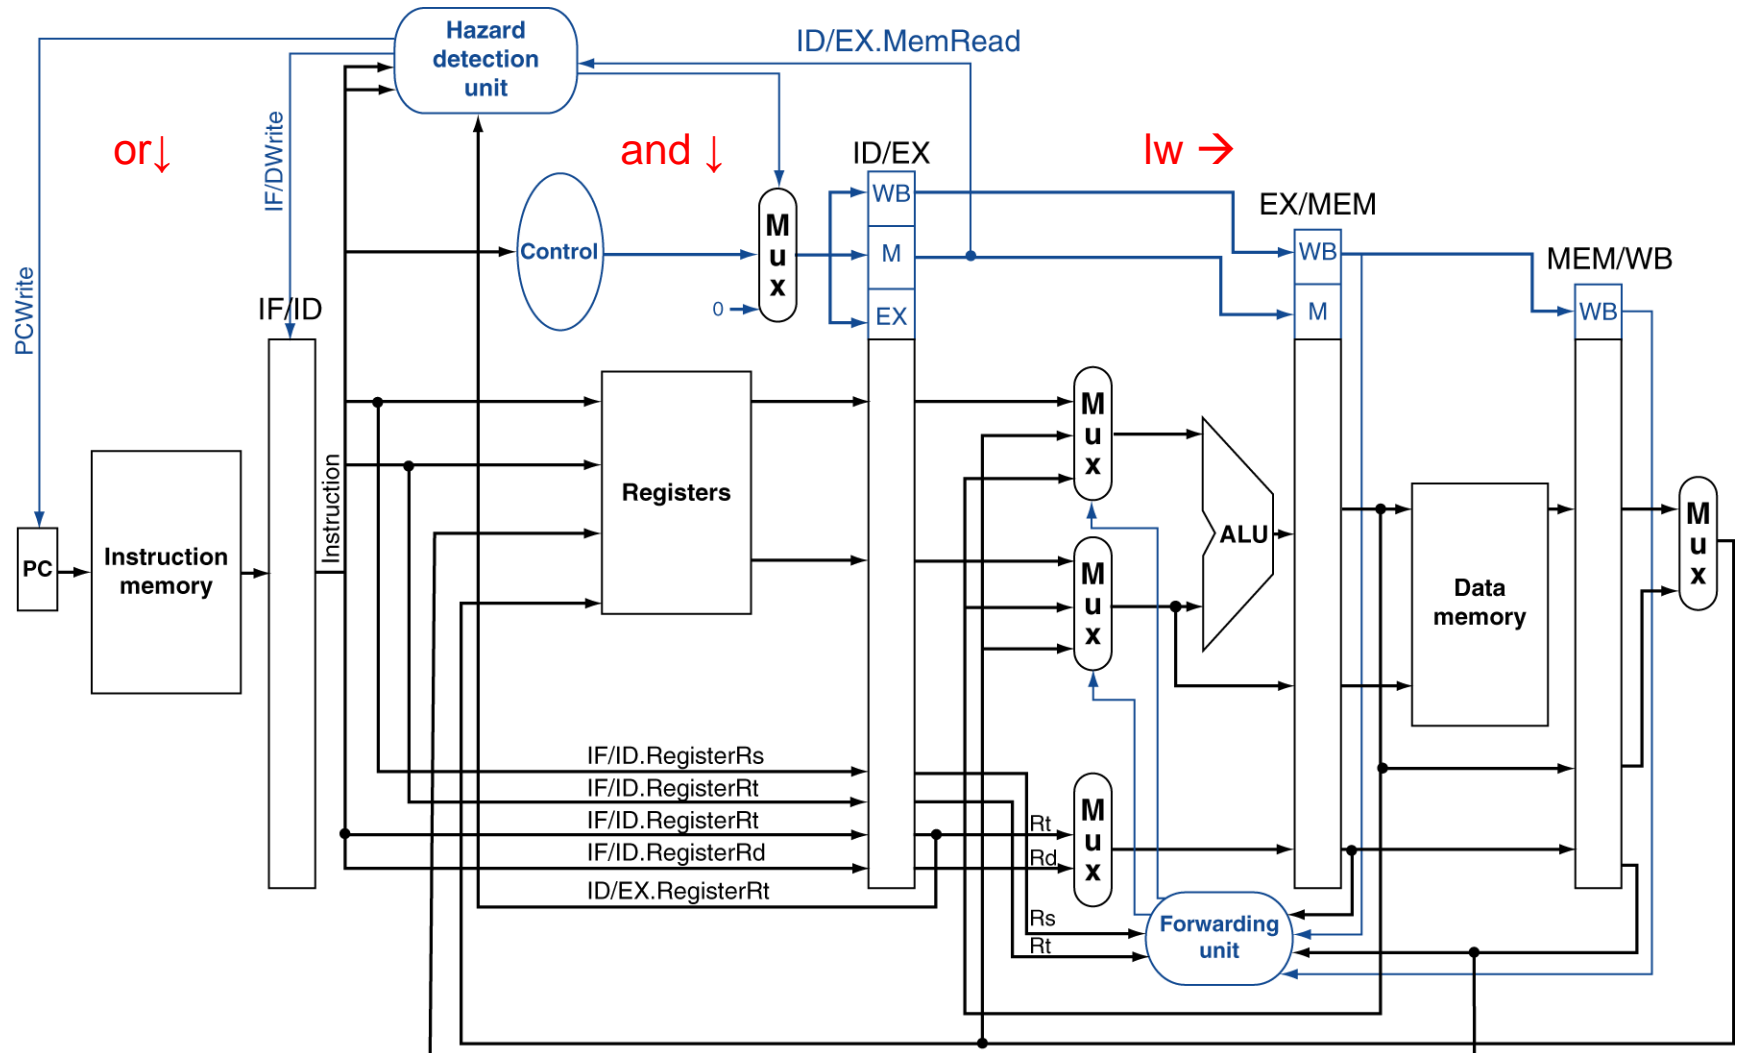 Hazard
detection
unit
ID/EX.MemRead
or↓
IF/DWrite
and ↓
lw →
ID/EX
WB
M
EX
EX/MEM
WB
M
MEM/WB
WB
Control
M
u
x
0
PCWrite
IF/ID
PC
Instruction
memory
Instruction
Registers
M
u
x
M
u
x
ALU
Data
memory
M
u
x
IF/ID.RegisterRs
IF/ID.RegisterRt
IF/ID.RegisterRt
IF/ID.RegisterRd
ID/EX.RegisterRt
Rt
Rd
M
u
x
Rs
Rt
Forwarding
unit